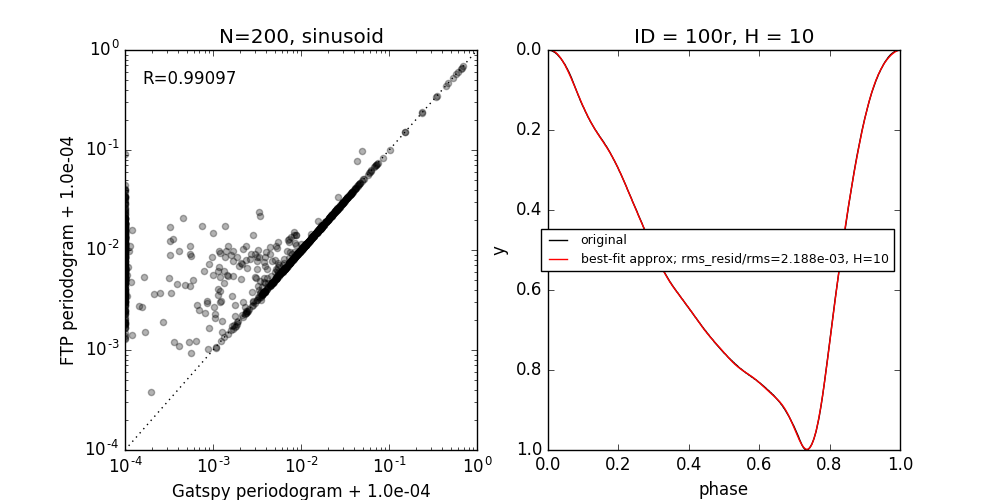 N=200, sinusoid
R=0.99097
10^0
10^-1
10^-2
10^-3
10^-4
FTP periodogram + 1.0e-04
10^-4 10^-3 10^-2 10^-1 10^0
Gatspy periodogram + 1.0e-04
ID = 100r, H = 10
0.0
0.2
0.4
0.6
0.8
1.0
y
original
best-fit approx; rms_resid/rms=2.188e-03, H=10
0.0 0.2 0.4 0.6 0.8 1.0
phase